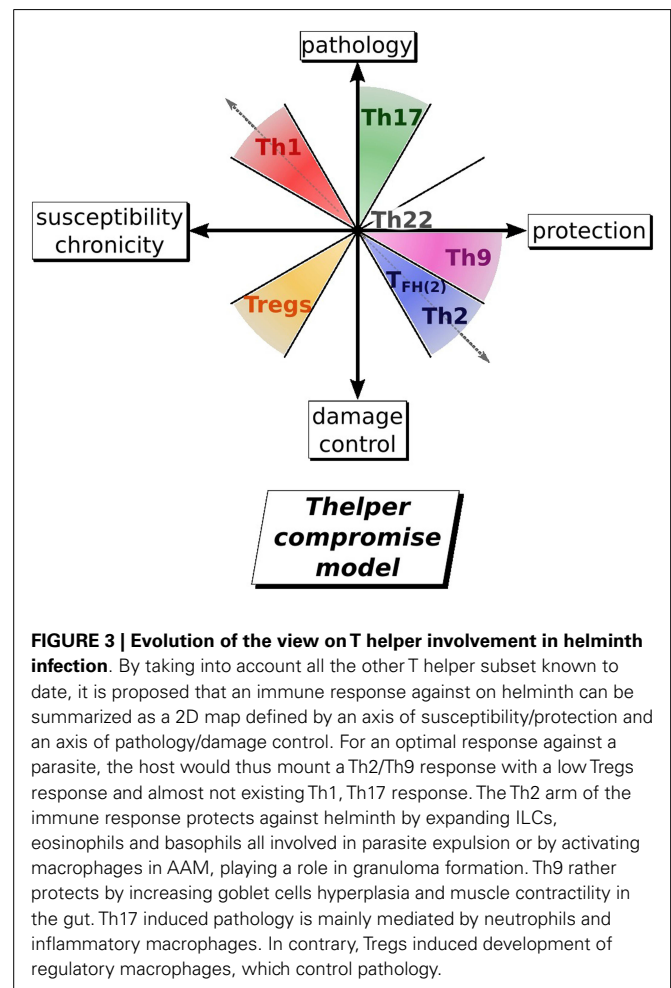 pathology
Th17
Th1
susceptibility
chronicity
Th22
protection
Th9
TFH(2)
Th2
Tregs
damage
control
Thelper
compromise
model
FIGURE 3 | Evolution of the view on T helper involvement in helminth
infection. By taking into account all the other T helper subset known to
date, it is proposed that an immune response against on helminth can be
summarized as a 2D map defined by an axis of susceptibility/protection and
an axis of pathology/damage control. For an optimal response against a
parasite, the host would thus mount a Th2/Th9 response with a low Tregs
response and almost not existing Th1, Th17 response. The Th2 arm of the
immune response protects against helminth by expanding ILCs,
eosinophils and basophils all involved in parasite expulsion or by activating
macrophages in AAM, playing a role in granuloma formation. Th9 rather
protects by increasing goblet cells hyperplasia and muscle contractility in
the gut. Th17 induced pathology is mainly mediated by neutrophils and
inflammatory macrophages. In contrary, Tregs induced development of
regulatory macrophages, which control pathology.